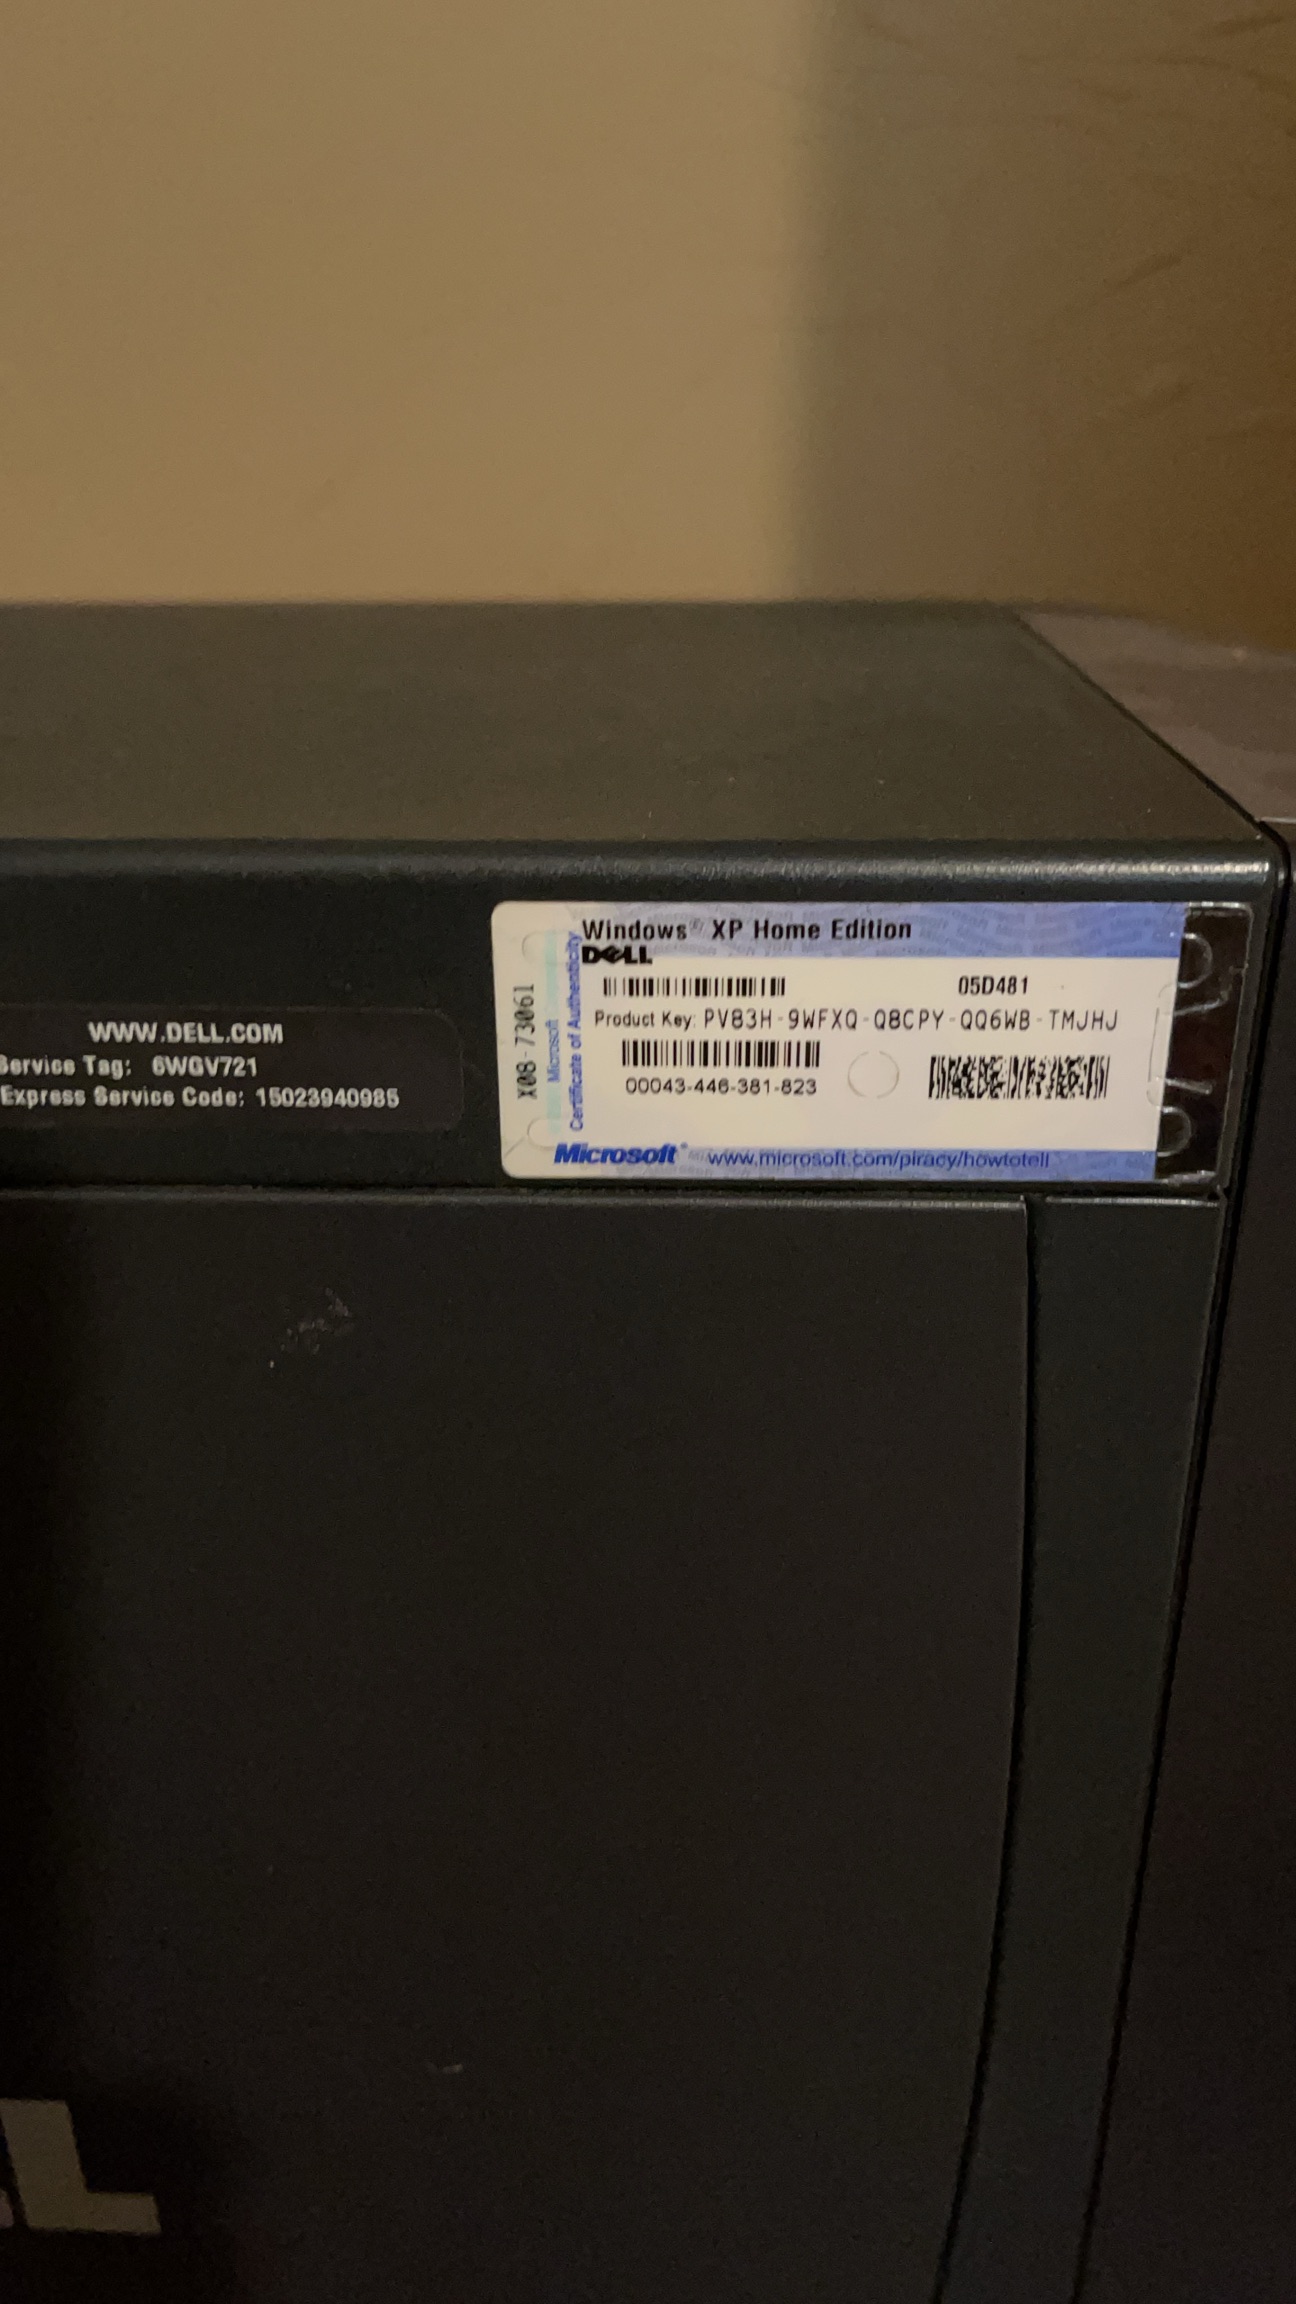 WWW.DELL.COM
Service Tag: 6WGV721
Express Service Code: 15023940985
Windows® XP Home Edition
DELL
05D481
Product Key: PV83H-9WFXQ-Q8CPY-QQ6WB-TMJHJ
00043-446-381-823
Microsoft® www.microsoft.com/piracy/howtotell
X08-73061
Microsoft
Certificate of Authenticity